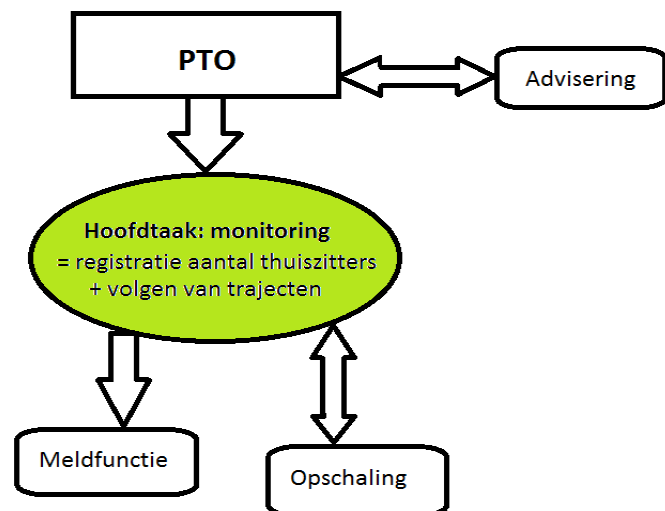 PTO
Advisering
Hoofdtaak: monitoring
= registratie aantal thuiszitters
+ volgen van trajecten
Meldfunctie
Opschaling